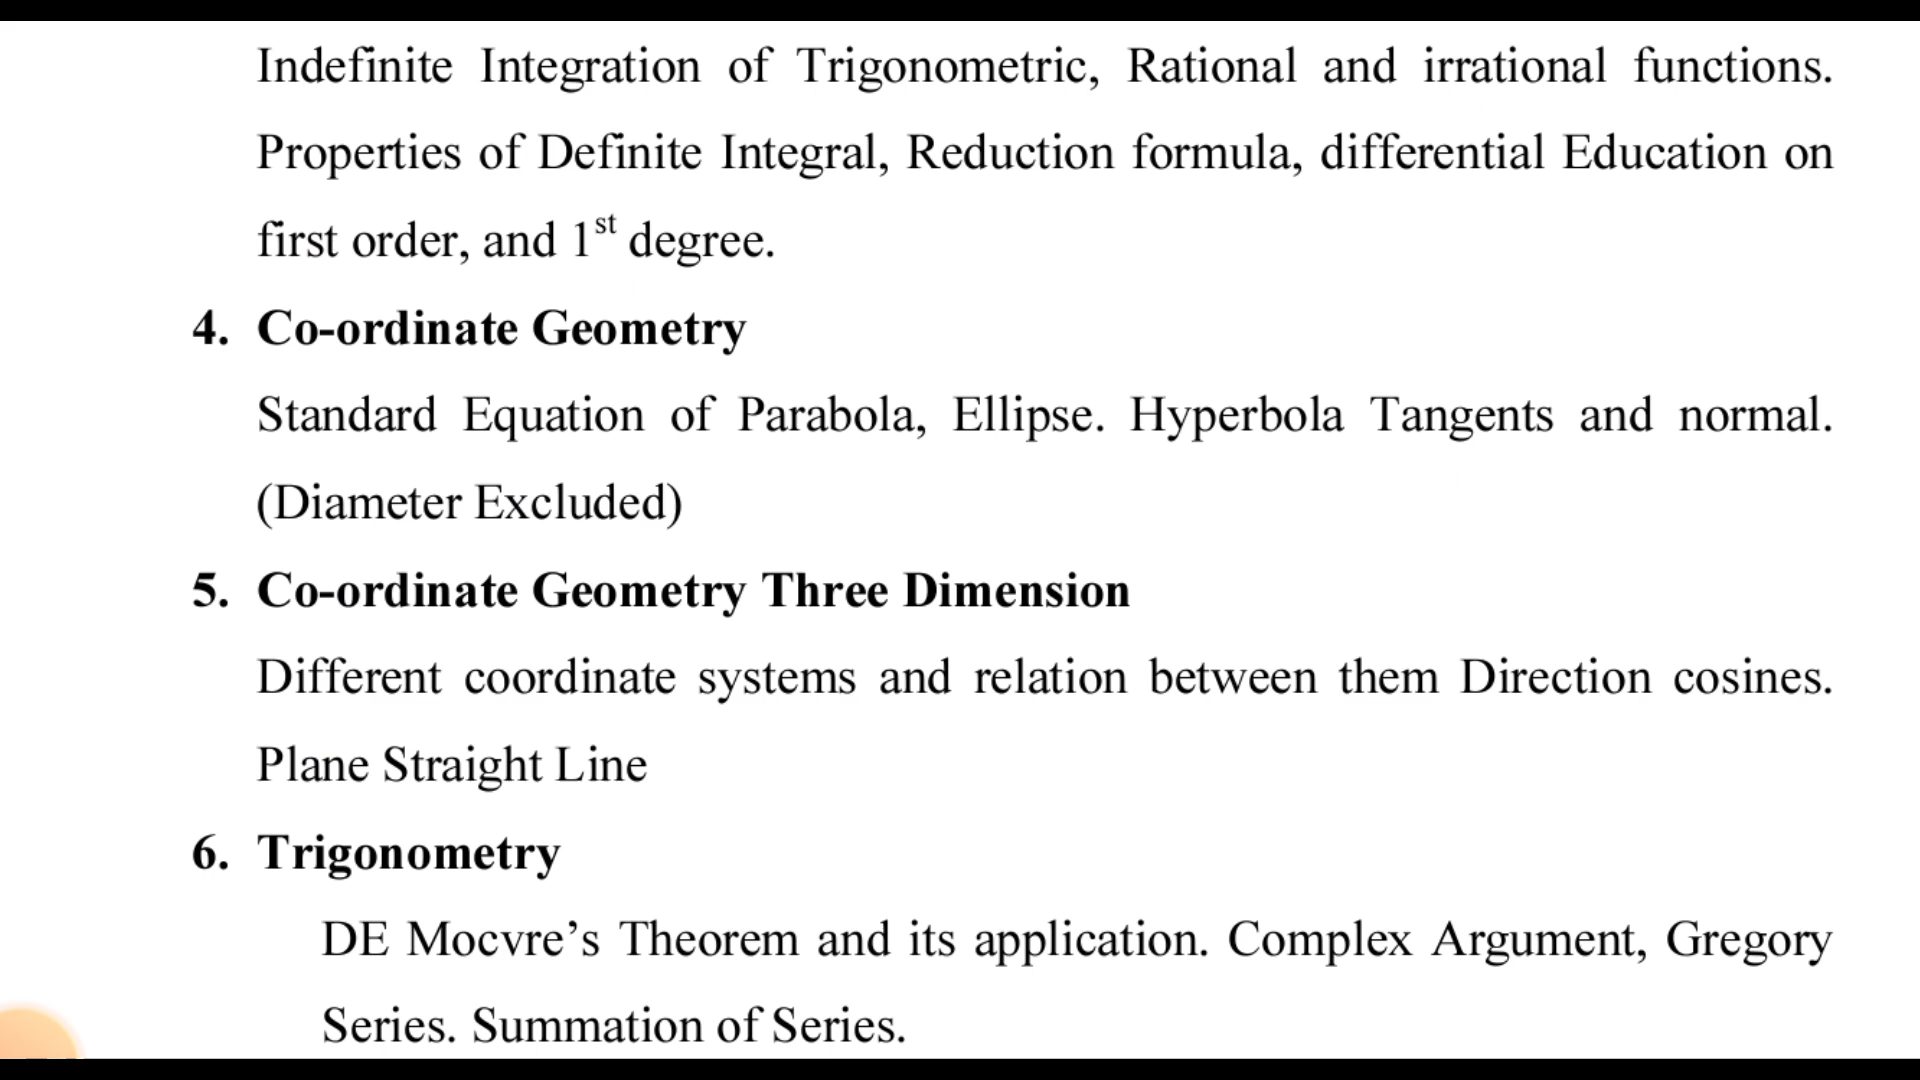 Indefinite Integration of Trigonometric, Rational and irrational functions.
Properties of Definite Integral, Reduction formula, differential Education on
first order, and 1st degree.
4. Co-ordinate Geometry
Standard Equation of Parabola, Ellipse. Hyperbola Tangents and normal.
(Diameter Excluded)
5. Co-ordinate Geometry Three Dimension
Different coordinate systems and relation between them Direction cosines.
Plane Straight Line
6. Trigonometry
DE Mocvre’s Theorem and its application. Complex Argument, Gregory
Series. Summation of Series.